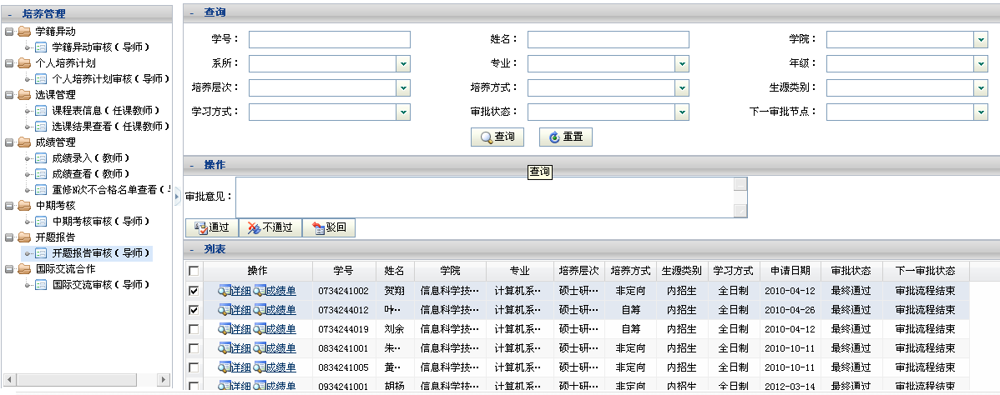 - 培养管理
学籍异动
学籍异动审核(导师)
个人培养计划
个人培养计划审核(导师)
选课管理
课程表信息(任课教师)
选课结果查看(任课教师)
成绩管理
成绩录入(教师)
成绩查看(教师)
重修N次不合格名单查看(
中期考核
中期考核审核(导师)
开题报告
开题报告审核(导师)
国际交流合作
国际交流审核(导师)
- 查询
学号: 姓名: 学院:
系所: 专业: 年级:
培养层次: 培养方式: 生源类别:
学习方式: 审批状态: 下一审批节点:
查询 重置
- 操作
查询
审批意见:
通过 不通过 驳回
- 列表
操作 学号 姓名 学院 专业 培养层次 培养方式 生源类别 学习方式 申请日期 审批状态 下一审批状态
详细 成绩单 0734241002 贺翔 信息科学技… 计算机系… 硕士研… 非定向 内招生 全日制 2010-04-12 最终通过 审批流程结束
详细 成绩单 0734244012 叶… 信息科学技… 计算机系… 硕士研… 自筹 内招生 全日制 2010-04-26 最终通过 审批流程结束
详细 成绩单 0734244019 刘余 信息科学技… 计算机系… 硕士研… 自筹 内招生 全日制 2010-04-12 最终通过 审批流程结束
详细 成绩单 0834241001 朱… 信息科学技… 计算机系… 硕士研… 非定向 内招生 全日制 2010-10-11 最终通过 审批流程结束
详细 成绩单 0834241005 黄… 信息科学技… 计算机系… 硕士研… 非定向 内招生 全日制 2010-10-11 最终通过 审批流程结束
详细 成绩单 0934241001 胡杨 信息科学技… 计算机系… 硕士研… 非定向 内招生 全日制 2012-03-14 最终通过 审批流程结束